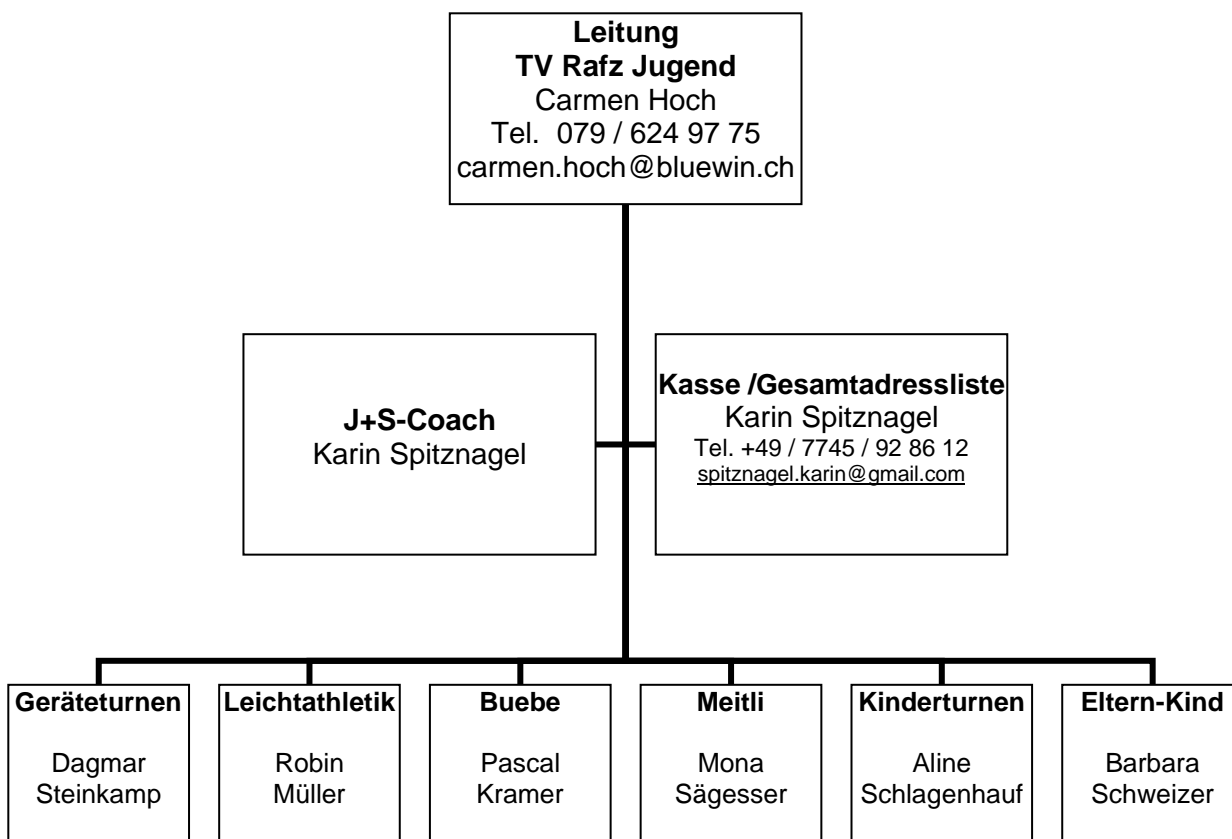 Leitung
TV Rafz Jugend
Carmen Hoch
Tel.  079 / 624 97 75
carmen.hoch@bluewin.ch
J+S-Coach
Karin Spitznagel
Kasse /Gesamtadressliste
Karin Spitznagel
Tel. +49 / 7745 / 92 86 12
spitznagel.karin@gmail.com
Geräteturnen
Dagmar
Steinkamp
Leichtathletik
Robin
Müller
Buebe
Pascal
Kramer
Meitli
Mona
Sägesser
Kinderturnen
Aline
Schlagenhauf
Eltern-Kind
Barbara
Schweizer